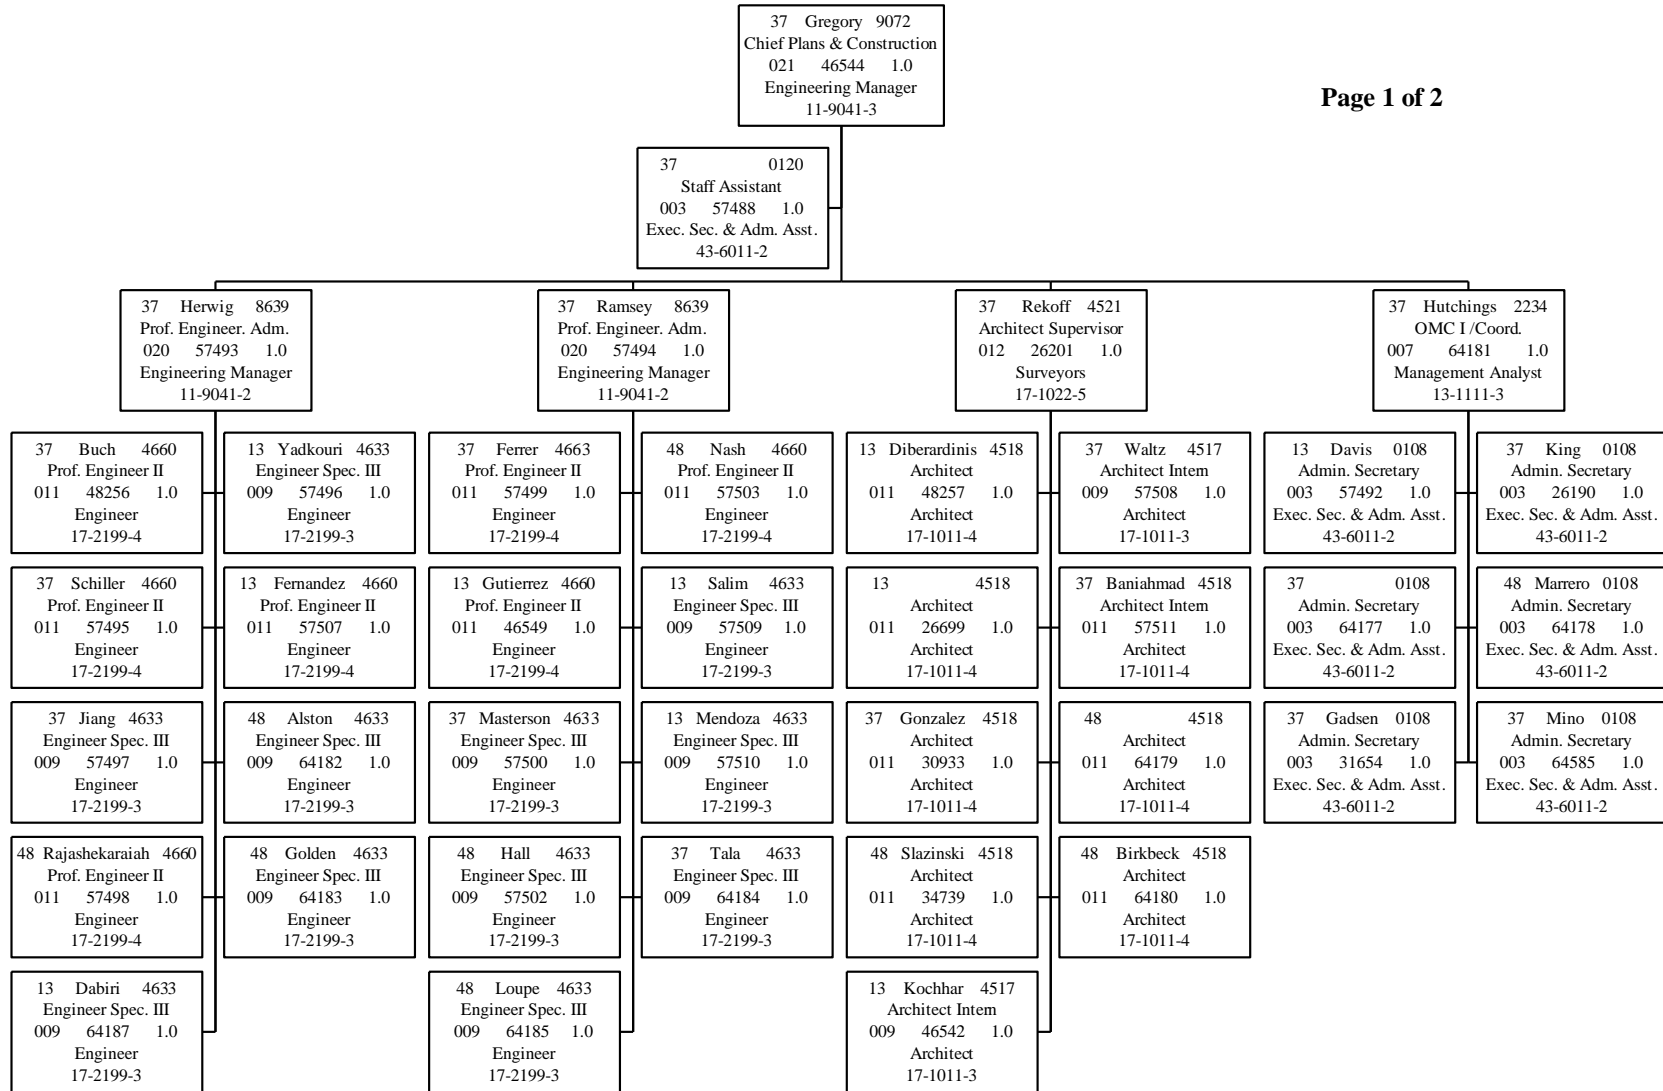 37 Gregory 9072
Chief Plans & Construction
021 46544 1.0
Engineering Manager
11-9041-3
Page 1 of 2
37 0120
Staff Assistant
003 57488 1.0
Exec. Sec. & Adm. Asst.
43-6011-2
37 Herwig 8639
Prof. Engineer. Adm.
020 57493 1.0
Engineering Manager
11-9041-2
37 Ramsey 8639
Prof. Engineer. Adm.
020 57494 1.0
Engineering Manager
11-9041-2
37 Rekoff 4521
Architect Supervisor
012 26201 1.0
Surveyors
17-1022-5
37 Hutchings 2234
OMC I /Coord.
007 64181 1.0
Management Analyst
13-1111-3
37 Buch 4660
Prof. Engineer II
011 48256 1.0
Engineer
17-2199-4
13 Yadkouri 4633
Engineer Spec. III
009 57496 1.0
Engineer
17-2199-3
37 Ferrer 4663
Prof. Engineer II
011 57499 1.0
Engineer
17-2199-4
48 Nash 4660
Prof. Engineer II
011 57503 1.0
Engineer
17-2199-4
13 Diberardinis 4518
Architect
011 48257 1.0
Architect
17-1011-4
37 Waltz 4517
Architect Intern
009 57508 1.0
Architect
17-1011-3
13 Davis 0108
Admin. Secretary
003 57492 1.0
Exec. Sec. & Adm. Asst.
43-6011-2
37 King 0108
Admin. Secretary
003 26190 1.0
Exec. Sec. & Adm. Asst.
43-6011-2
37 Schiller 4660
Prof. Engineer II
011 57495 1.0
Engineer
17-2199-4
13 Fernandez 4660
Prof. Engineer II
011 57507 1.0
Engineer
17-2199-4
13 Gutierrez 4660
Prof. Engineer II
011 46549 1.0
Engineer
17-2199-4
13 Salim 4633
Engineer Spec. III
009 57509 1.0
Engineer
17-2199-3
13 4518
Architect
011 26699 1.0
Architect
17-1011-4
37 Baniahmad 4518
Architect Intern
011 57511 1.0
Architect
17-1011-4
37 0108
Admin. Secretary
003 64177 1.0
Exec. Sec. & Adm. Asst.
43-6011-2
48 Marrero 0108
Admin. Secretary
003 64178 1.0
Exec. Sec. & Adm. Asst.
43-6011-2
37 Jiang 4633
Engineer Spec. III
009 57497 1.0
Engineer
17-2199-3
48 Alston 4633
Engineer Spec. III
009 64182 1.0
Engineer
17-2199-3
37 Masterson 4633
Engineer Spec. III
009 57500 1.0
Engineer
17-2199-3
13 Mendoza 4633
Engineer Spec. III
009 57510 1.0
Engineer
17-2199-3
37 Gonzalez 4518
Architect
011 30933 1.0
Architect
17-1011-4
48 4518
Architect
011 64179 1.0
Architect
17-1011-4
37 Gadsen 0108
Admin. Secretary
003 31654 1.0
Exec. Sec. & Adm. Asst.
43-6011-2
37 Mino 0108
Admin. Secretary
003 64585 1.0
Exec. Sec. & Adm. Asst.
43-6011-2
48 Rajashekaraiah 4660
Prof. Engineer II
011 57498 1.0
Engineer
17-2199-4
48 Golden 4633
Engineer Spec. III
009 64183 1.0
Engineer
17-2199-3
48 Hall 4633
Engineer Spec. III
009 57502 1.0
Engineer
17-2199-3
37 Tala 4633
Engineer Spec. III
009 64184 1.0
Engineer
17-2199-3
48 Slazinski 4518
Architect
011 34739 1.0
Architect
17-1011-4
48 Birkbeck 4518
Architect
011 64180 1.0
Architect
17-1011-4
13 Dabiri 4633
Engineer Spec. III
009 64187 1.0
Engineer
17-2199-3
48 Loupe 4633
Engineer Spec. III
009 64185 1.0
Engineer
17-2199-3
13 Kochhar 4517
Architect Intern
009 46542 1.0
Architect
17-1011-3